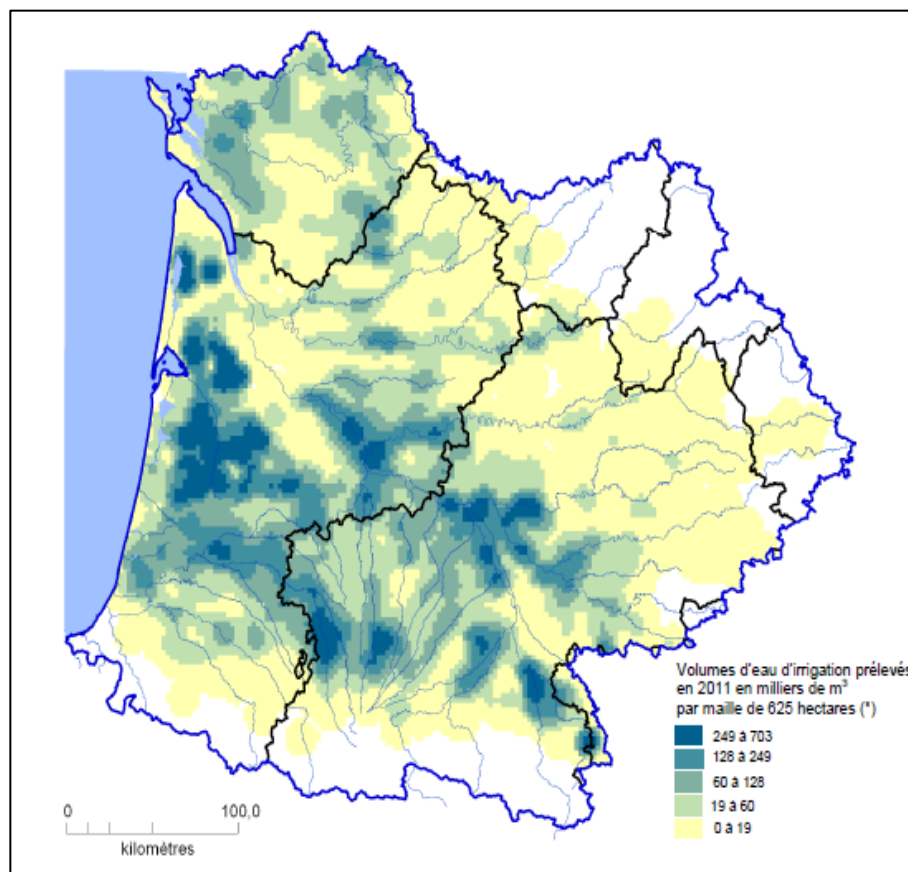 Volumes d'eau d'irrigation prélevés
en 2011 en milliers de m³
par maille de 625 hectares (*)
249 à 703
128 à 249
60 à 128
19 à 60
0 à 19
0 100,0
kilomètres